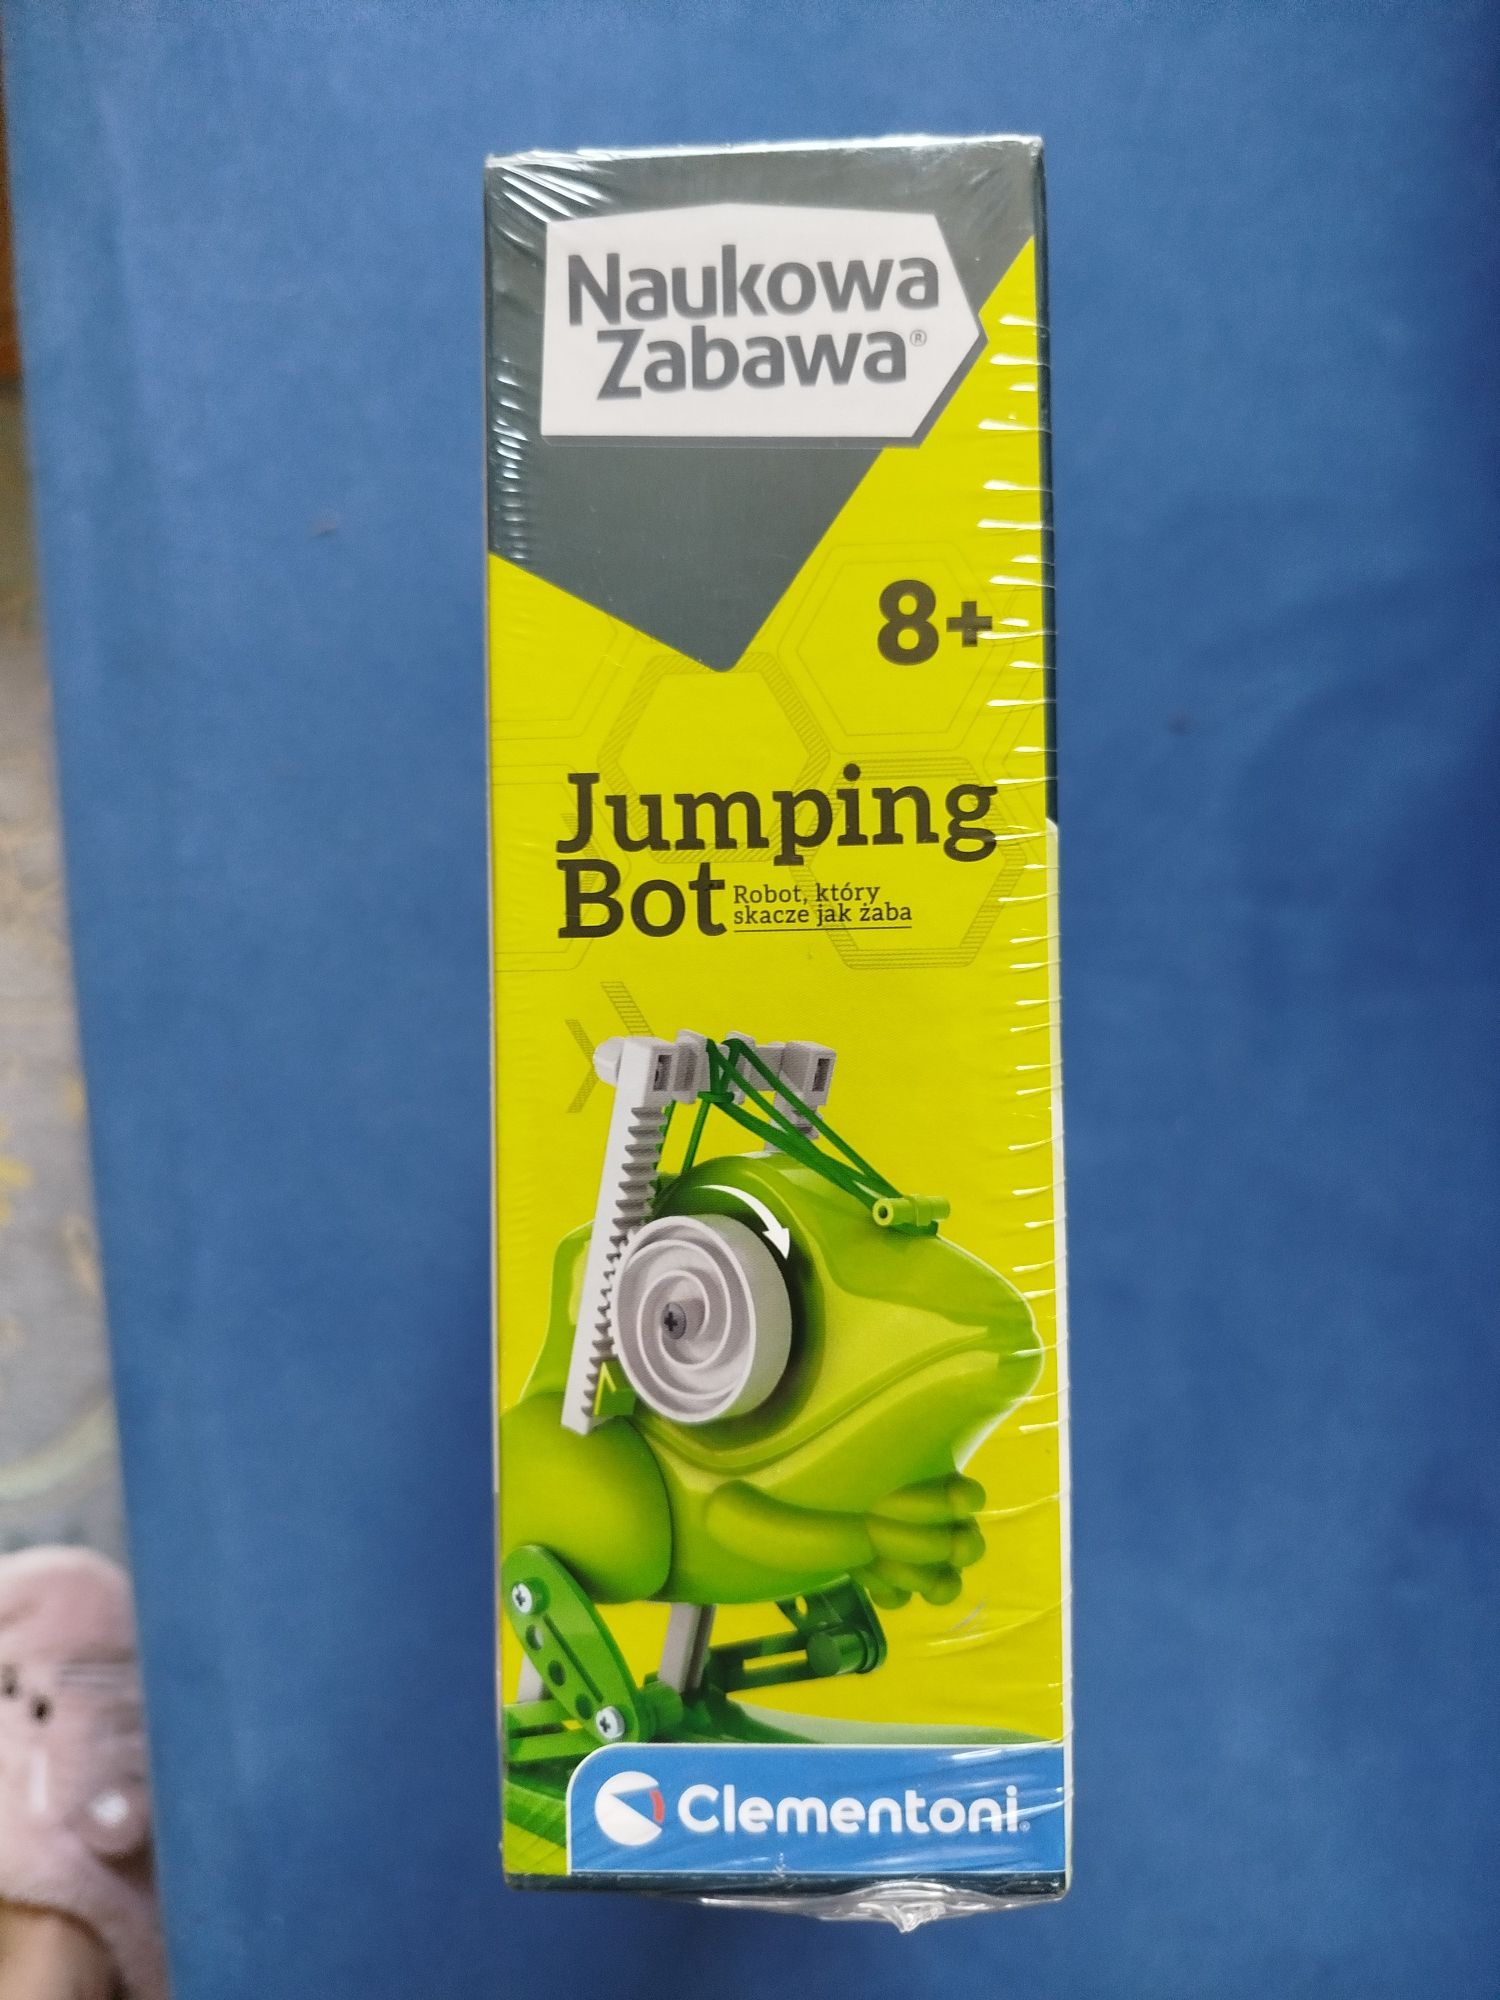 Naukowa
Zabawa®
8+
Jumping
Bot
Robot, który
skacze jak żaba
Clementoni®